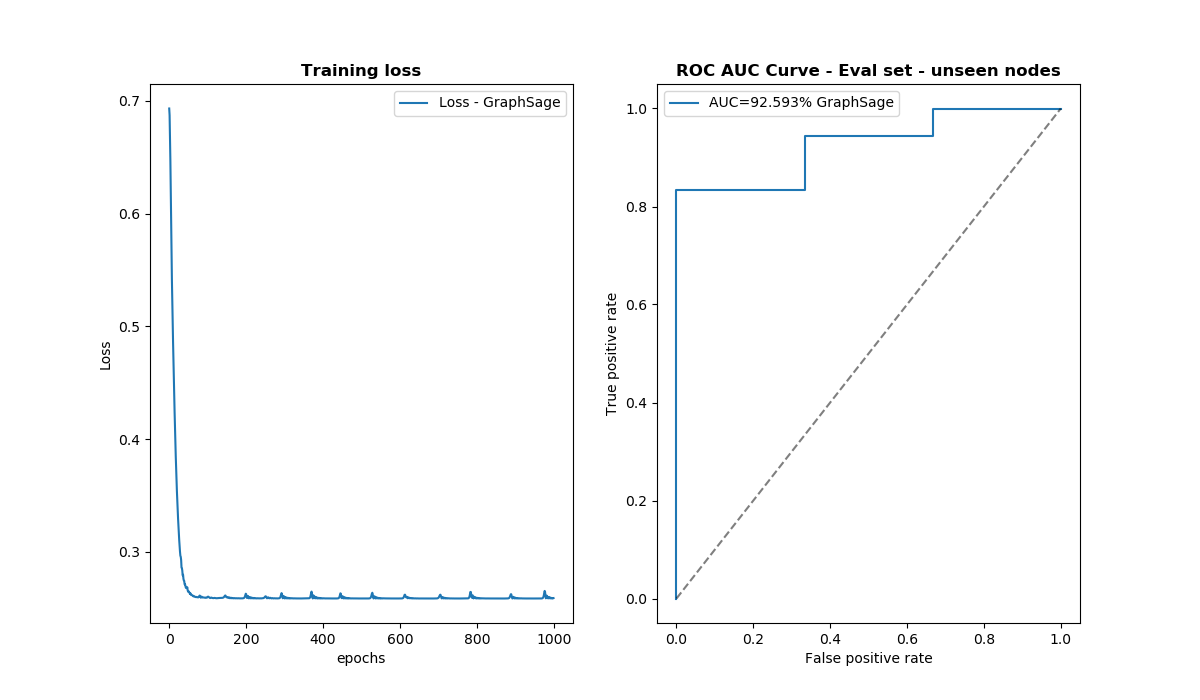 Training loss
Loss - GraphSage
0.7
0.6
0.5
0.4
0.3
Loss
0
200
400
600
800
1000
epochs
ROC AUC Curve - Eval set - unseen nodes
AUC=92.593% GraphSage
1.0
0.8
0.6
0.4
0.2
0.0
True positive rate
0.0
0.2
0.4
0.6
0.8
1.0
False positive rate